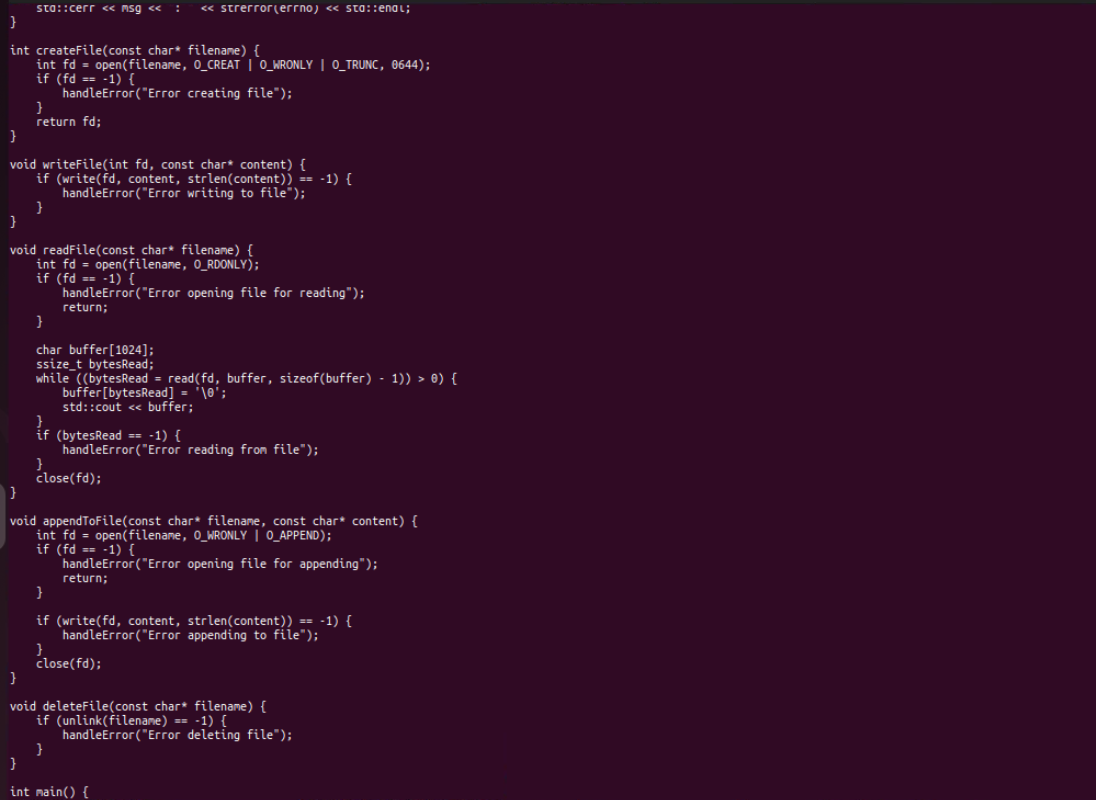 std::cerr << msg << : << strerror(errno) << std::endl;
}

int createFile(const char* filename) {
    int fd = open(filename, O_CREAT | O_WRONLY | O_TRUNC, 0644);
    if (fd == -1) {
        handleError("Error creating file");
    }
    return fd;
}

void writeFile(int fd, const char* content) {
    if (write(fd, content, strlen(content)) == -1) {
        handleError("Error writing to file");
    }
}

void readFile(const char* filename) {
    int fd = open(filename, O_RDONLY);
    if (fd == -1) {
        handleError("Error opening file for reading");
        return;
    }

    char buffer[1024];
    ssize_t bytesRead;
    while ((bytesRead = read(fd, buffer, sizeof(buffer) - 1)) > 0) {
        buffer[bytesRead] = '\0';
        std::cout << buffer;
    }
    if (bytesRead == -1) {
        handleError("Error reading from file");
    }
    close(fd);
}

void appendToFile(const char* filename, const char* content) {
    int fd = open(filename, O_WRONLY | O_APPEND);
    if (fd == -1) {
        handleError("Error opening file for appending");
        return;
    }

    if (write(fd, content, strlen(content)) == -1) {
        handleError("Error appending to file");
    }
    close(fd);
}

void deleteFile(const char* filename) {
    if (unlink(filename) == -1) {
        handleError("Error deleting file");
    }
}

int main() {